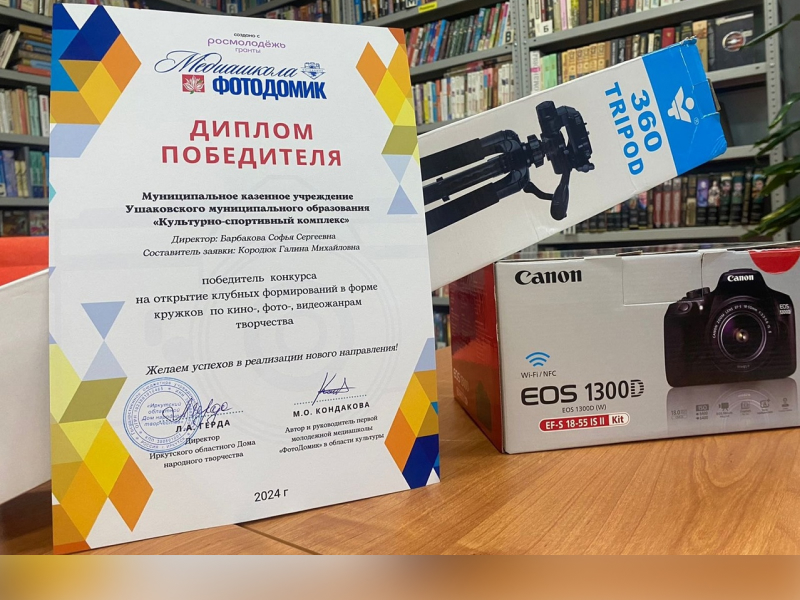 создано с
росмолодёжь
гранты
Медиашкола
ФОТОДОМИК
ДИПЛОМ
ПОБЕДИТЕЛЯ
Муниципальное казенное учреждение
Ушаковского муниципального образования
«Культурно-спортивный комплекс»
Директор: Барбакова Софья Сергеевна
Составитель заявки: Кородюк Галина Михайловна
победитель конкурса
на открытие клубных формирований в форме
кружков по кино-, фото-, видеожанрам
творчества
Желаем успехов в реализации нового направления!
Л.А. ГЕРДА
Директор
Иркутского областного Дома
народного творчества
М.О. КОНДАКОВА
Автор и руководитель первой
молодежной медиашколы
«ФотоДомик» в области культуры
2024 г
360
TRIPOD
Canon
Wi-Fi / NFC
EOS 1300D
EOS 1300D (W)
EF-S 18-55 IS II Kit
Canon
EOS
1300D